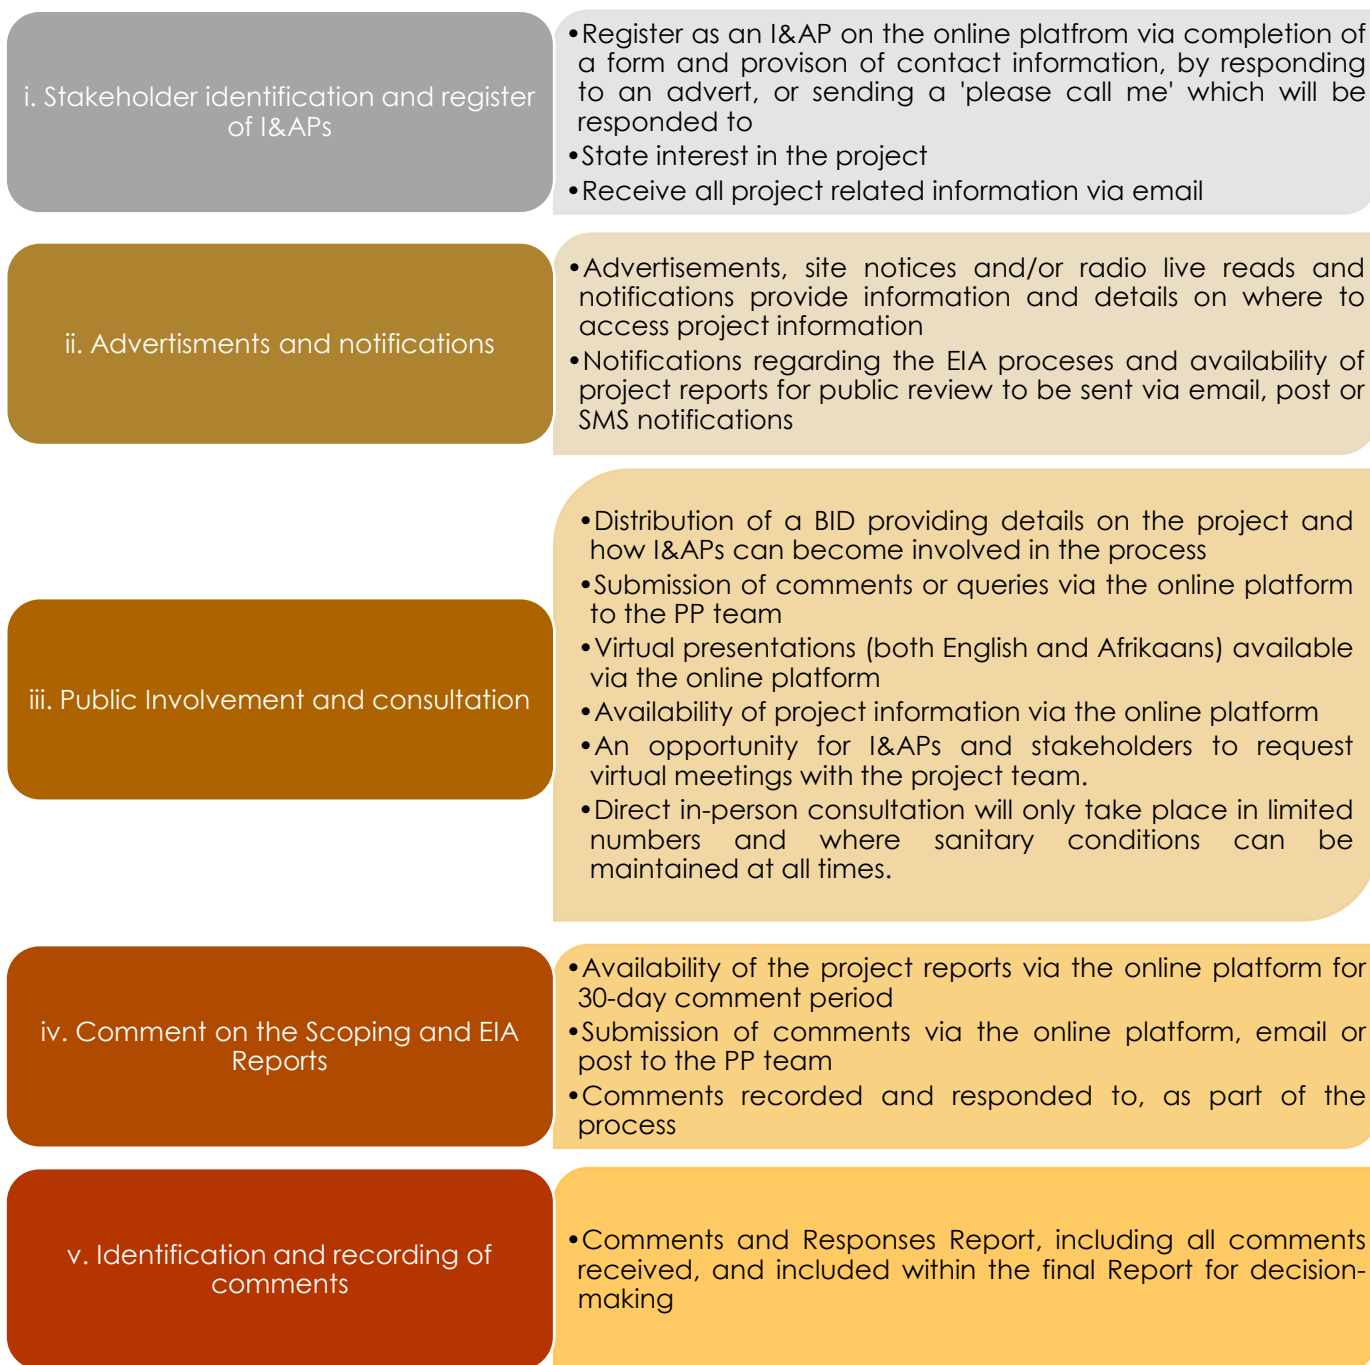 i. Stakeholder identification and register
of I&APs
•Register as an I&AP on the online platfrom via completion of
a form and provison of contact information, by responding
to an advert, or sending a 'please call me' which will be
responded to
•State interest in the project
•Receive all project related information via email
ii. Advertisments and notifications
•Advertisements, site notices and/or radio live reads and
notifications provide information and details on where to
access project information
•Notifications regarding the EIA proceses and availability of
project reports for public review to be sent via email, post or
SMS notifications
iii. Public Involvement and consultation
•Distribution of a BID providing details on the project and
how I&APs can become involved in the process
•Submission of comments or queries via the online platform
to the PP team
•Virtual presentations (both English and Afrikaans) available
via the online platform
•Availability of project information via the online platform
•An opportunity for I&APs and stakeholders to request
virtual meetings with the project team.
•Direct in-person consultation will only take place in limited
numbers and where sanitary conditions can be
maintained at all times.
iv. Comment on the Scoping and EIA
Reports
•Availability of the project reports via the online platform for
30-day comment period
•Submission of comments via the online platform, email or
post to the PP team
•Comments recorded and responded to, as part of the
process
v. Identification and recording of
comments
•Comments and Responses Report, including all comments
received, and included within the final Report for decision-
making